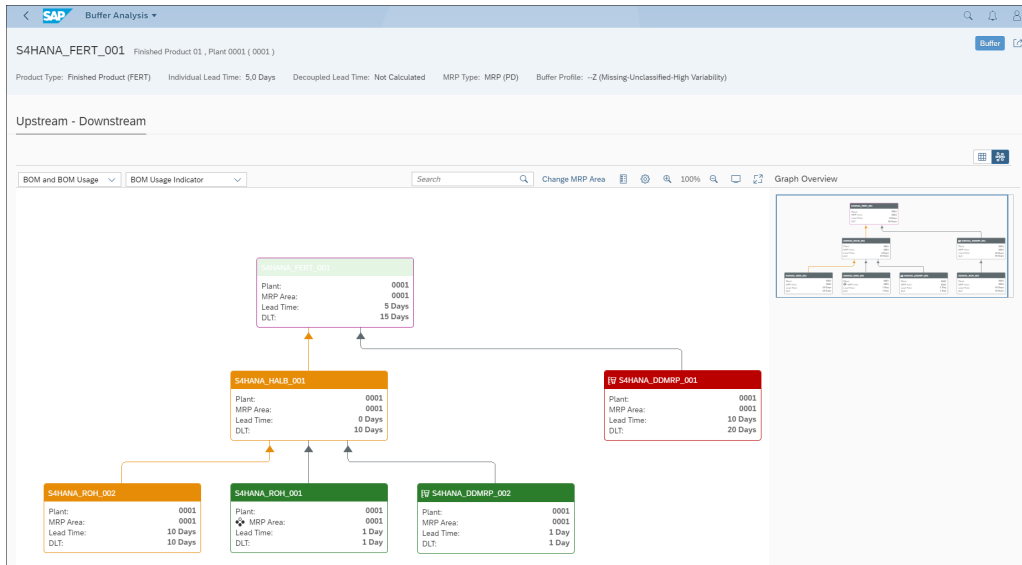 SAP Buffer Analysis
S4HANA_FERT_001 Finished Product 01 , Plant 0001 ( 0001 )
Buffer
Product Type: Finished Product (FERT) Individual Lead Time: 5,0 Days Decoupled Lead Time: Not Calculated MRP Type: MRP (PD) Buffer Profile: --Z (Missing-Unclassified-High Variability)
Upstream - Downstream
BOM and BOM Usage BOM Usage Indicator Search Change MRP Area 100% Graph Overview
S4HANA_FERT_001
Plant: 0001
MRP Area: 0001
Lead Time: 5 Days
DLT: 15 Days
S4HANA_HALB_001
Plant: 0001
MRP Area: 0001
Lead Time: 0 Days
DLT: 10 Days
S4HANA_DDMRP_001
Plant: 0001
MRP Area: 0001
Lead Time: 10 Days
DLT: 20 Days
S4HANA_ROH_002
Plant: 0001
MRP Area: 0001
Lead Time: 10 Days
DLT: 10 Days
S4HANA_ROH_001
Plant: 0001
MRP Area: 0001
Lead Time: 1 Day
DLT: 1 Day
S4HANA_DDMRP_002
Plant: 0001
MRP Area: 0001
Lead Time: 1 Day
DLT: 1 Day